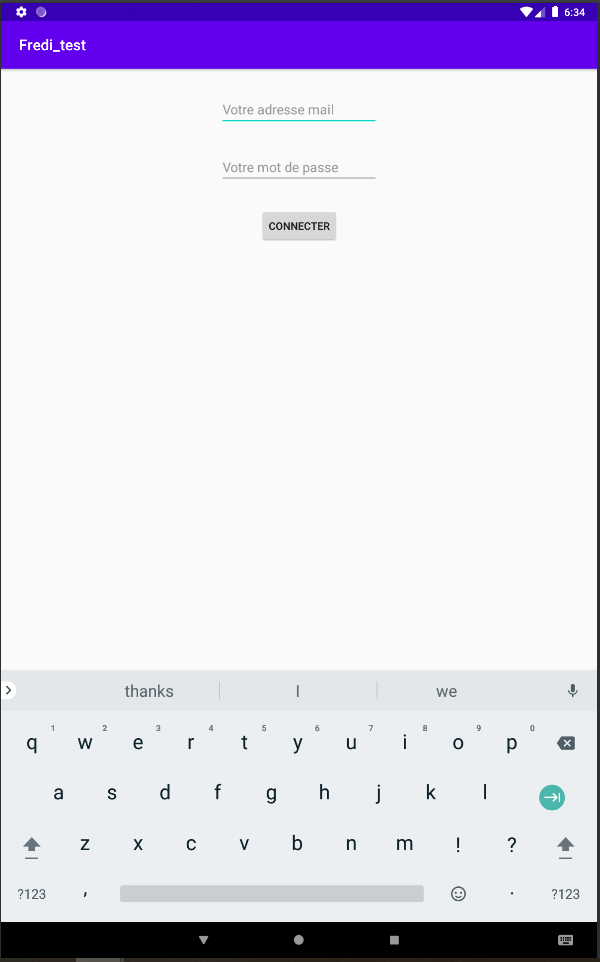 6:34
Fredi_test
Votre adresse mail
Votre mot de passe
CONNECTER
thanks I we
1 2 3 4 5 6 7 8 9 0
q w e r t y u i o p
a s d f g h j k l
z x c v b n m ! ?
?123 , . ?123